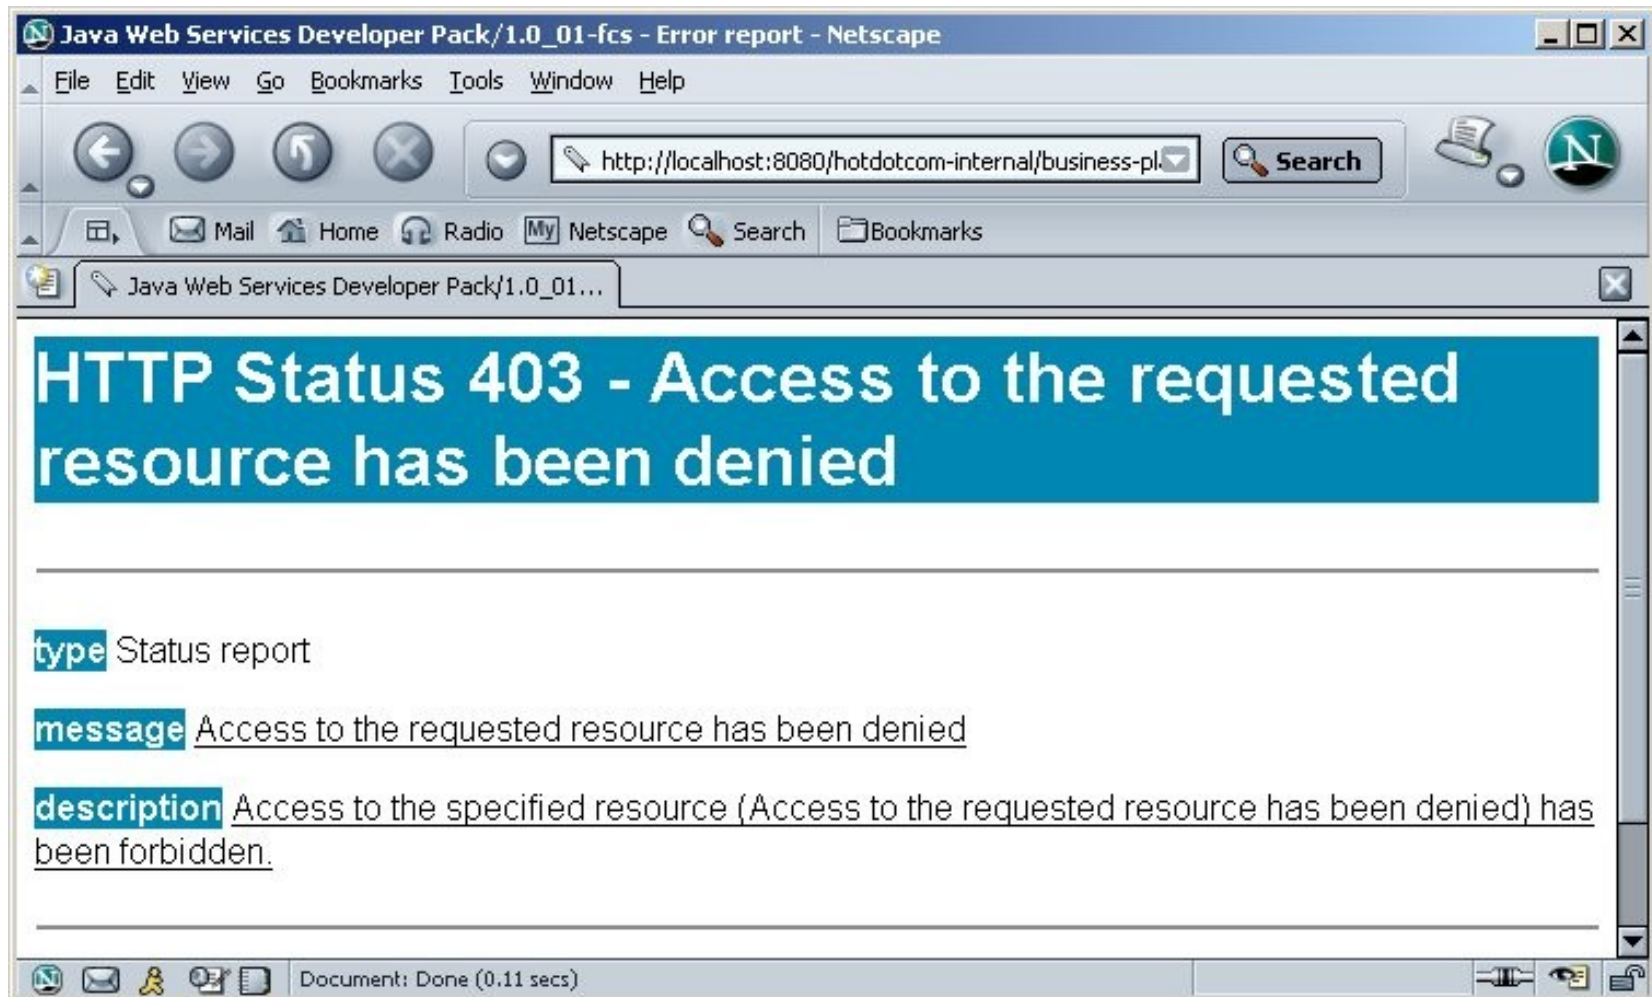 N Java Web Services Developer Pack/1.0_01-fcs - Error report - Netscape
File Edit View Go Bookmarks Tools Window Help
http://localhost:8080/hotdotcom-internal/business-pl Search N
Mail Home Radio My Netscape Search Bookmarks
Java Web Services Developer Pack/1.0_01...
HTTP Status 403 - Access to the requested
resource has been denied
type Status report
message Access to the requested resource has been denied
description Access to the specified resource (Access to the requested resource has been denied) has
been forbidden.
N Document: Done (0.11 secs)